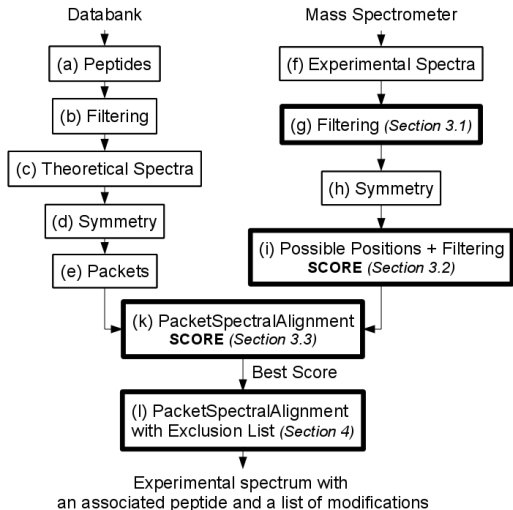 Databank
(a) Peptides
(b) Filtering
(c) Theoretical Spectra
(d) Symmetry
(e) Packets
Mass Spectrometer
(f) Experimental Spectra
(g) Filtering (Section 3.1)
(h) Symmetry
(i) Possible Positions + Filtering
SCORE (Section 3.2)
(k) PacketSpectralAlignment
SCORE (Section 3.3)
Best Score
(l) PacketSpectralAlignment
with Exclusion List (Section 4)
Experimental spectrum with
an associated peptide and a list of modifications